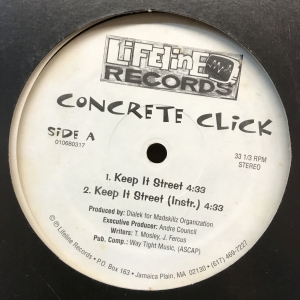 LifeLine
RECORDS
CONCRETE CLICK
SiDE A
010680317
33 1/3 RPM
STEREO
1. Keep It Street 4:33
2. Keep It Street (Instr.) 4:33
Produced by: Dialek for Madskillz Organization
Executive Producer: Andre Council
Writers: T. Mosley, J. Fercus
Pub. Comp.: Way Tight Music, (ASCAP)
© ℗ Lifeline Records • P.O. Box 163 • Jamaica Plain, MA 02130 • (617) 469-7227